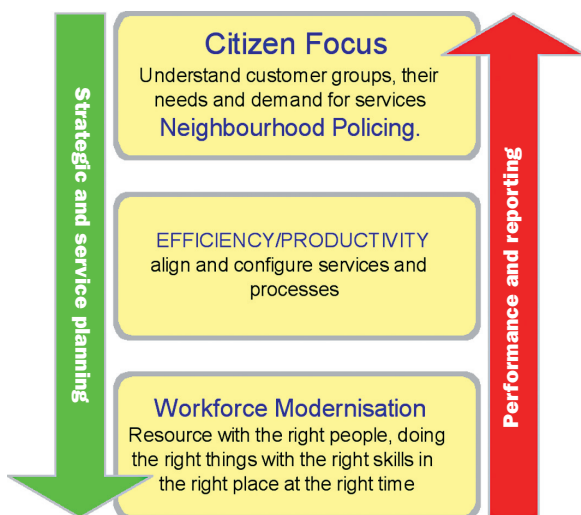 Strategic and service planning
Citizen Focus
Understand customer groups, their
needs and demand for services
Neighbourhood Policing.
EFFICIENCY/PRODUCTIVITY
align and configure services and
processes
Workforce Modernisation
Resource with the right people, doing
the right things with the right skills in
the right place at the right time
Performance and reporting